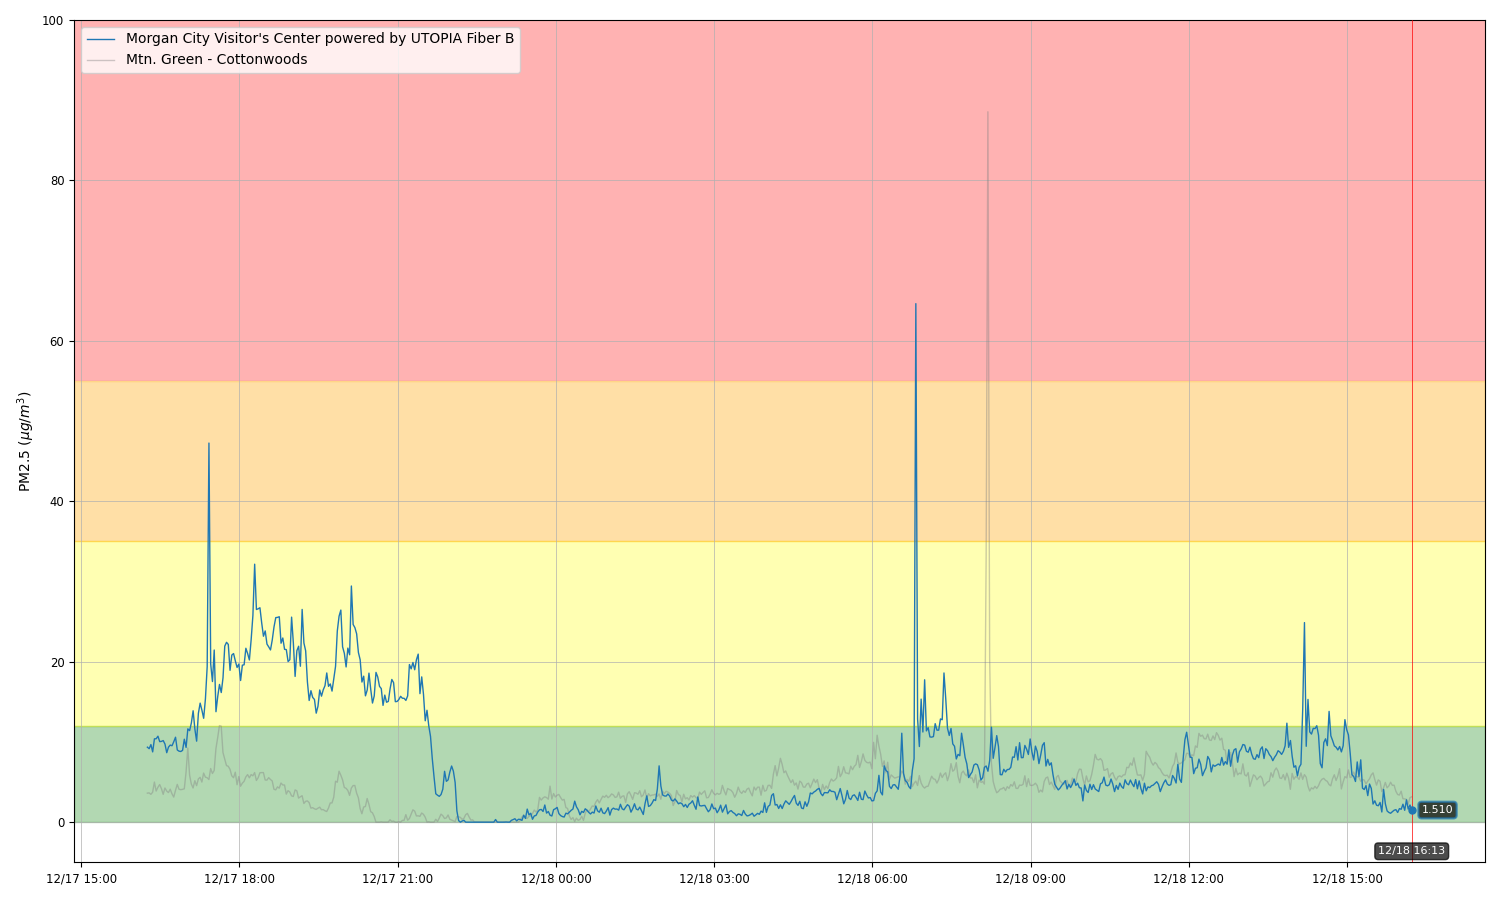 Morgan City Visitor's Center powered by UTOPIA Fiber B
Mtn. Green - Cottonwoods
PM2.5 (μg/m³)
100
80
60
40
20
0
1.510
12/18 16:13
12/17 15:00 12/17 18:00 12/17 21:00 12/18 00:00 12/18 03:00 12/18 06:00 12/18 09:00 12/18 12:00 12/18 15:00